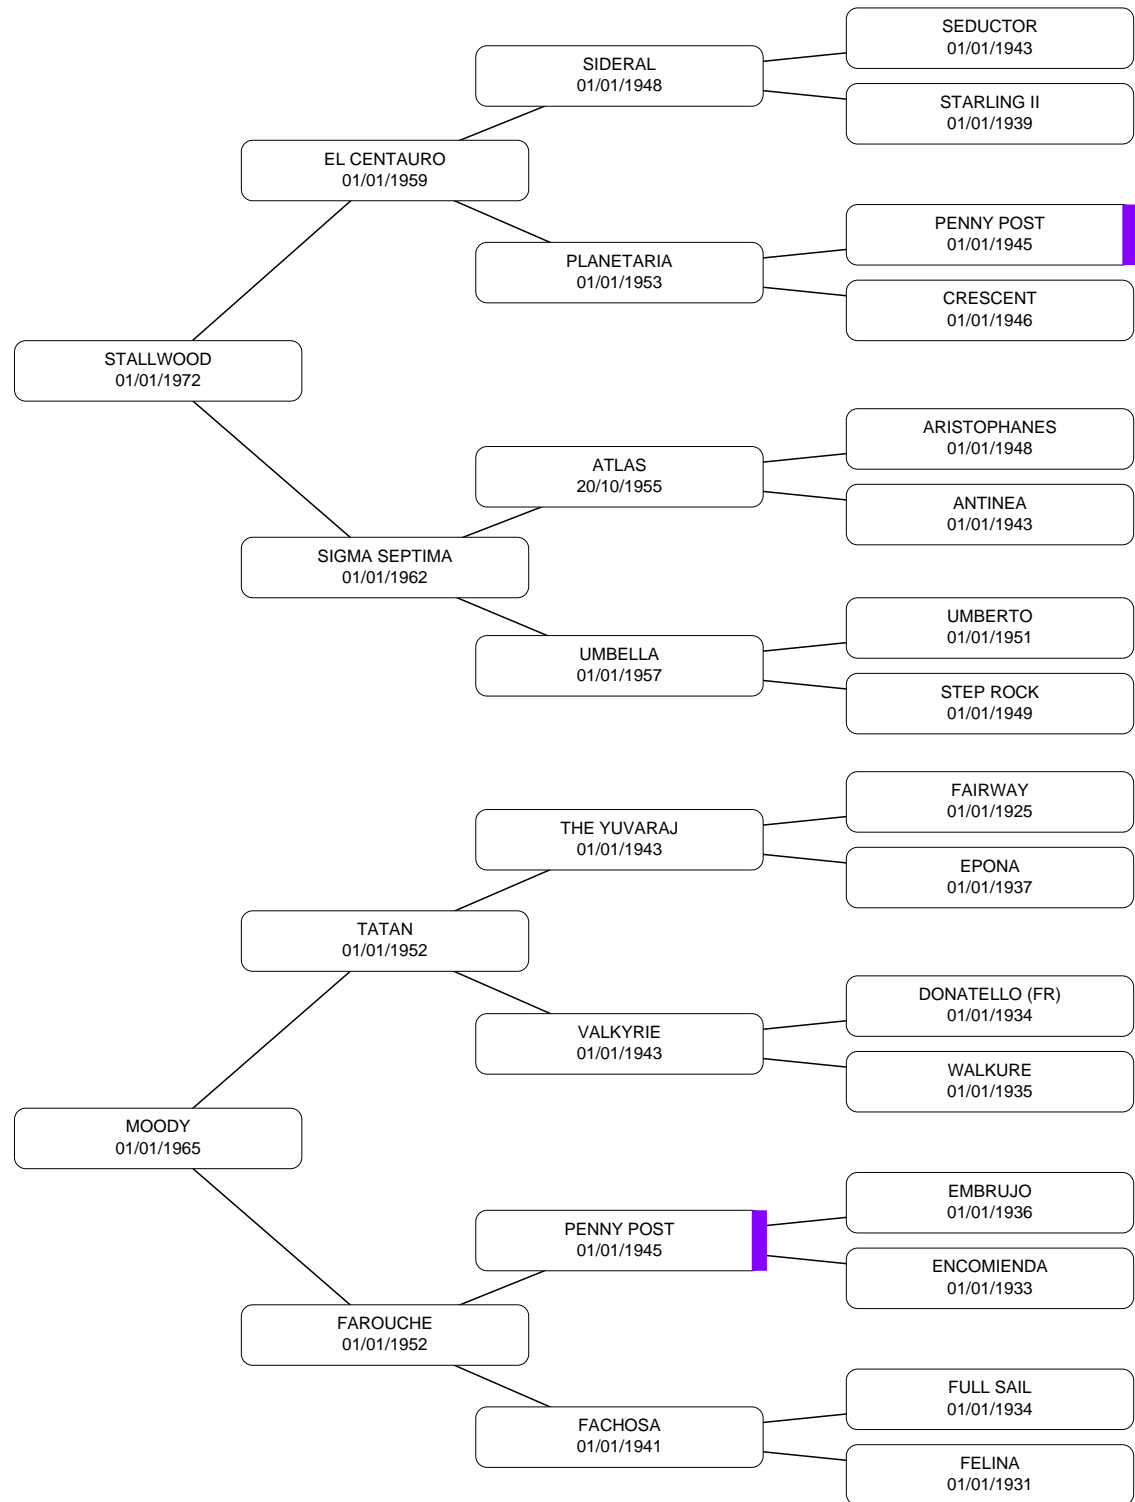 SEDUCTOR
01/01/1943
SIDERAL
01/01/1948
STARLING II
01/01/1939
EL CENTAURO
01/01/1959
PENNY POST
01/01/1945
PLANETARIA
01/01/1953
CRESCENT
01/01/1946
STALLWOOD
01/01/1972
ARISTOPHANES
01/01/1948
ATLAS
20/10/1955
ANTINEA
01/01/1943
SIGMA SEPTIMA
01/01/1962
UMBERTO
01/01/1951
UMBELLA
01/01/1957
STEP ROCK
01/01/1949
FAIRWAY
01/01/1925
THE YUVARAJ
01/01/1943
EPONA
01/01/1937
TATAN
01/01/1952
DONATELLO (FR)
01/01/1934
VALKYRIE
01/01/1943
WALKURE
01/01/1935
MOODY
01/01/1965
EMBRUJO
01/01/1936
PENNY POST
01/01/1945
ENCOMIENDA
01/01/1933
FAROUCHE
01/01/1952
FULL SAIL
01/01/1934
FACHOSA
01/01/1941
FELINA
01/01/1931